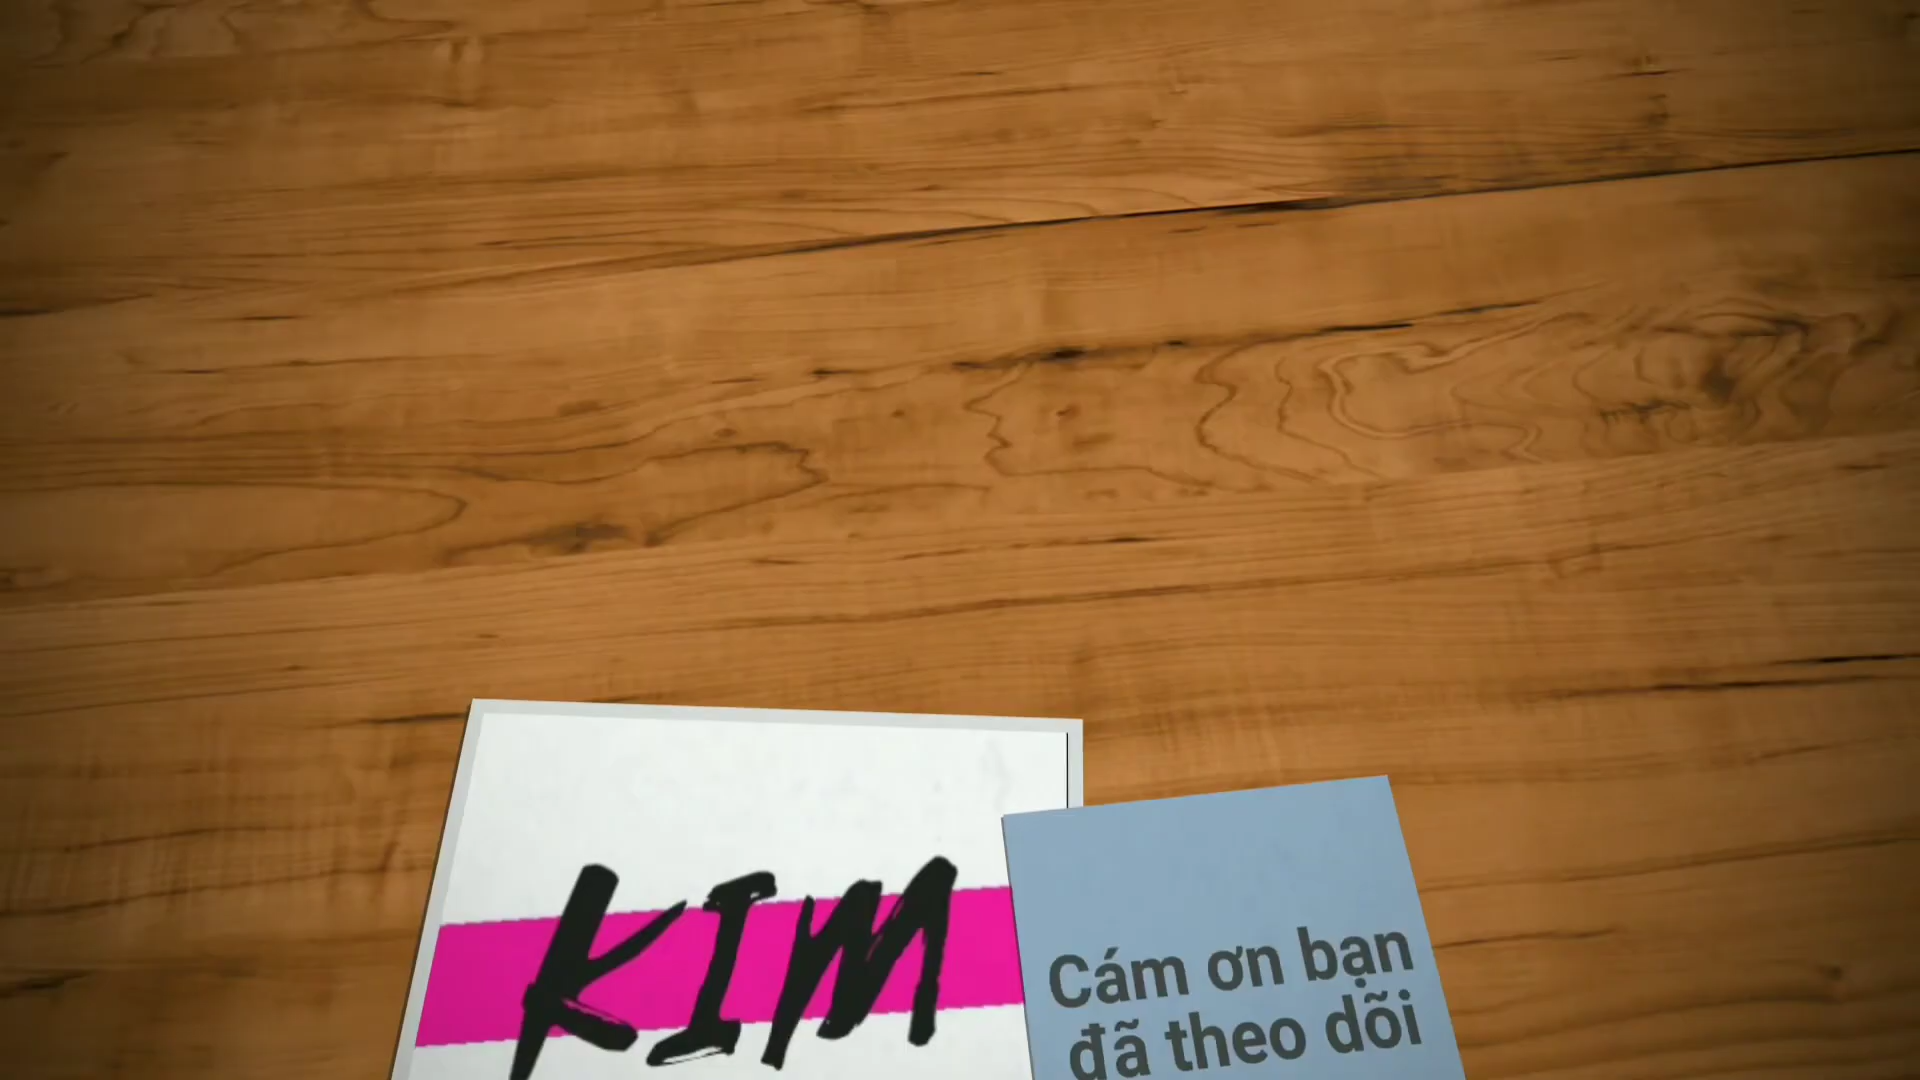 KIM
Cám ơn bạn
đã theo dõi